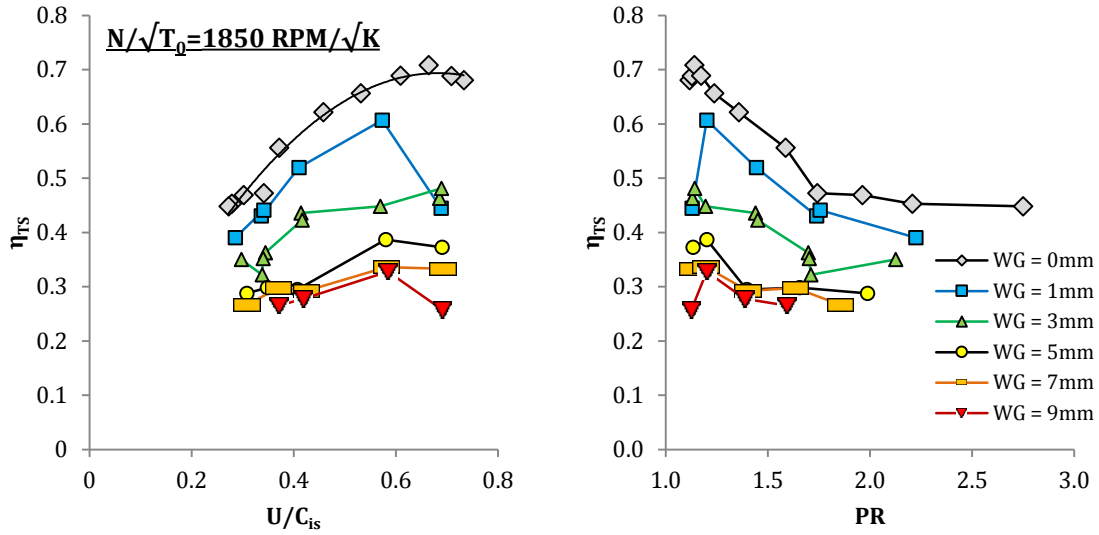 N/√T₀=1850 RPM/√K
0.8
0.7
0.6
0.5
0.4
0.3
0.2
0.1
0
η_TS
0 0.2 0.4 0.6 0.8
U/C_is
0.8
0.7
0.6
0.5
0.4
0.3
0.2
0.1
0.0
η_TS
1.0 1.5 2.0 2.5 3.0
PR
WG = 0mm
WG = 1mm
WG = 3mm
WG = 5mm
WG = 7mm
WG = 9mm